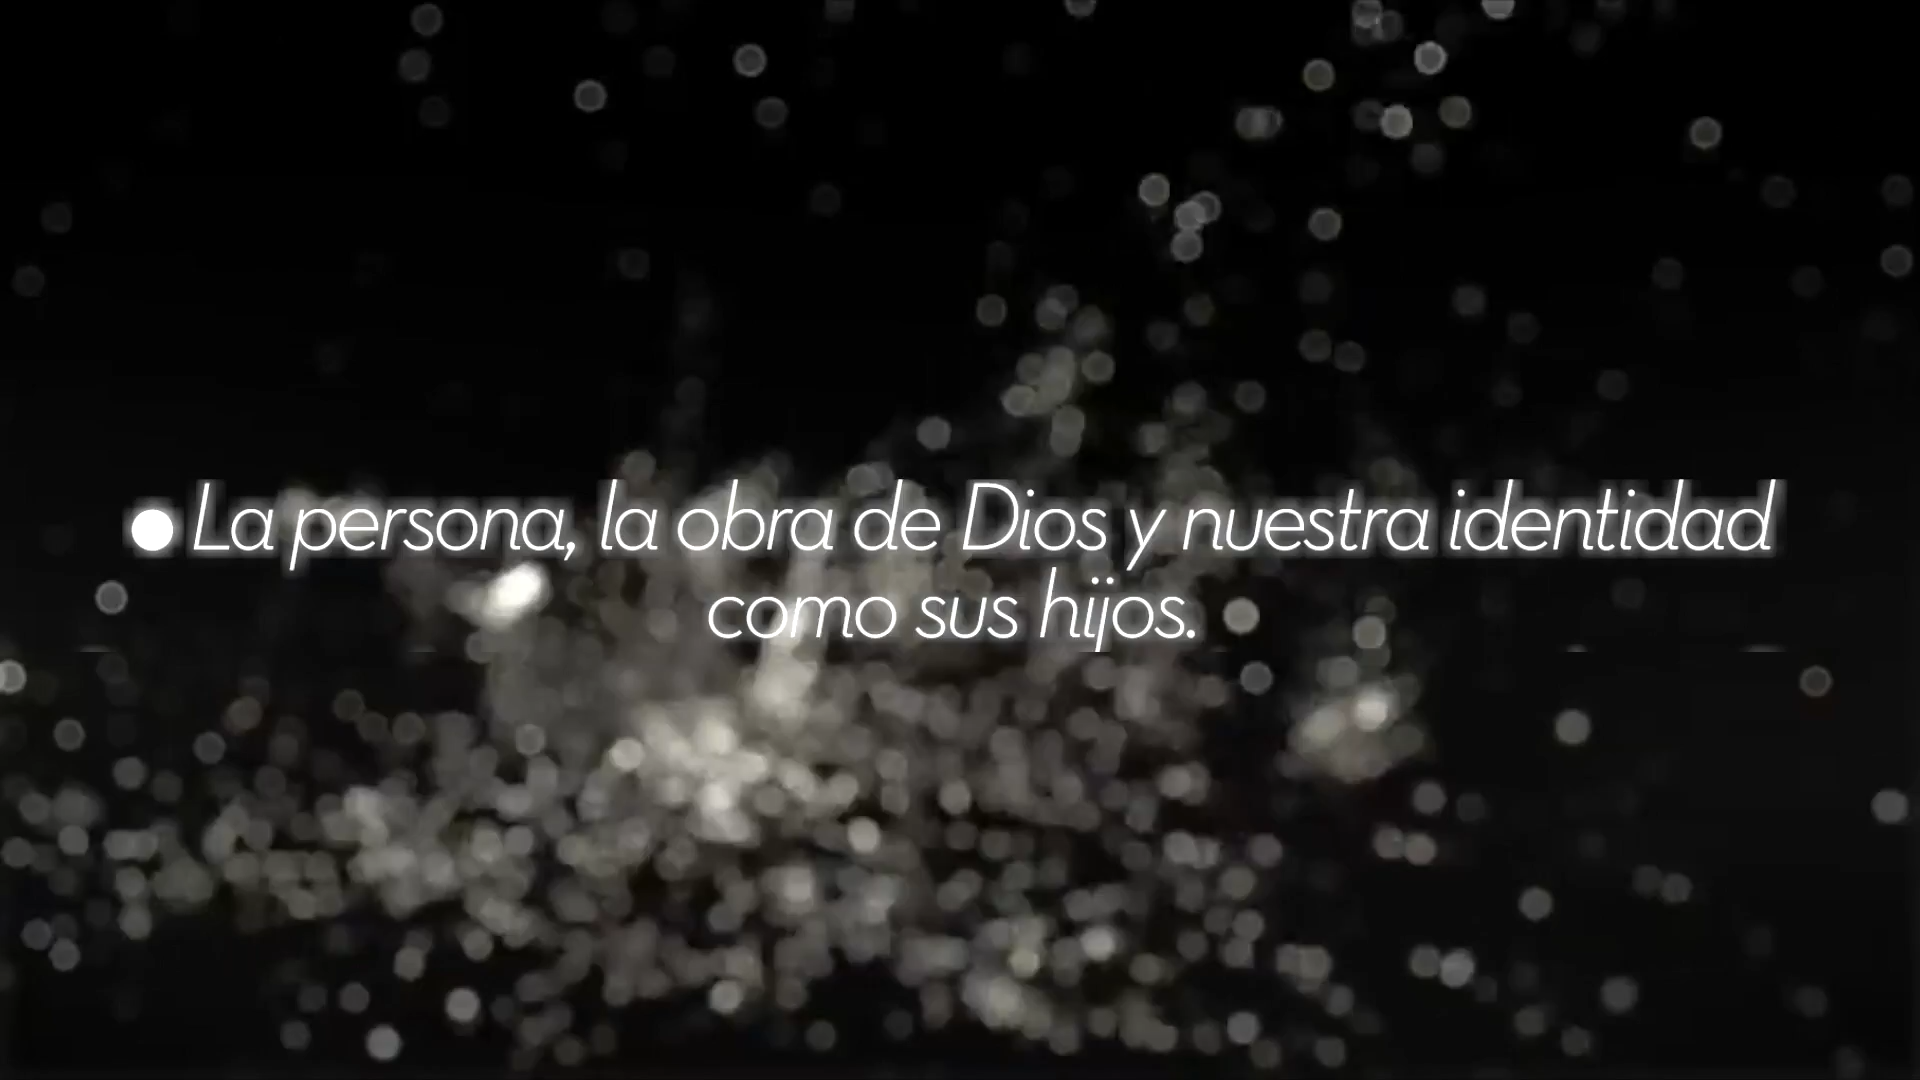 ● La persona, la obra de Dios y nuestra identidad
como sus hijos.